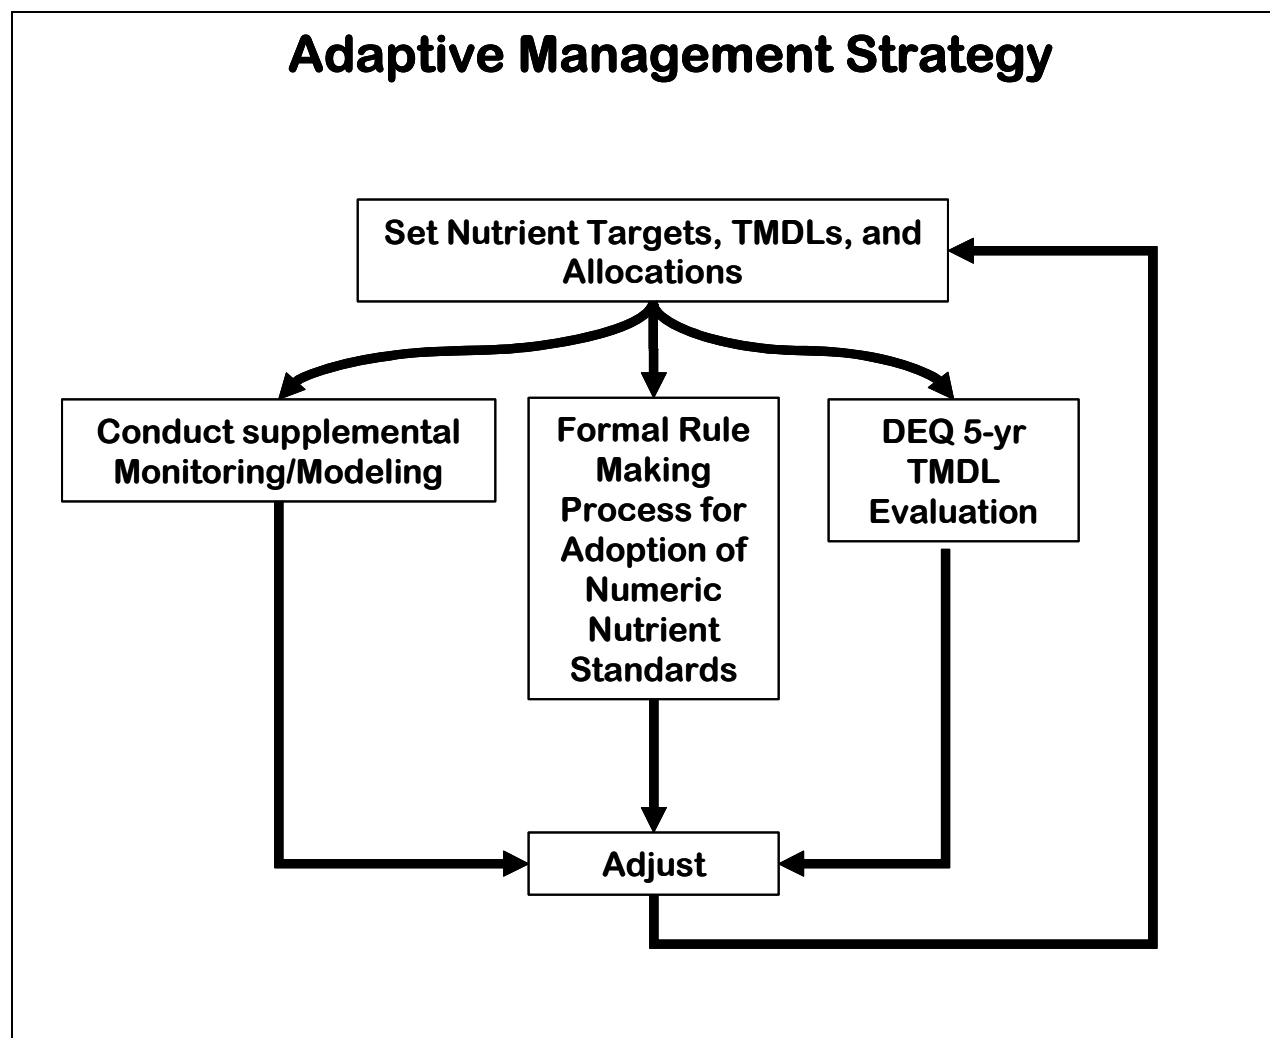 Adaptive Management Strategy
Set Nutrient Targets, TMDLs, and
Allocations
Conduct supplemental
Monitoring/Modeling
Formal Rule
Making
Process for
Adoption of
Numeric
Nutrient
Standards
DEQ 5-yr
TMDL
Evaluation
Adjust